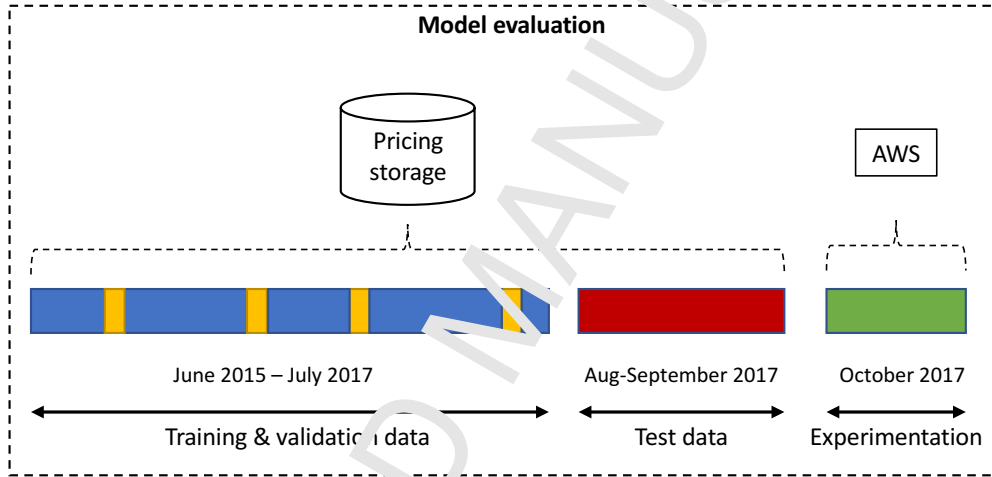 Model evaluation
Pricing
storage
AWS
June 2015 – July 2017
Aug-September 2017
October 2017
Training & validation data
Test data
Experimentation
D MANU